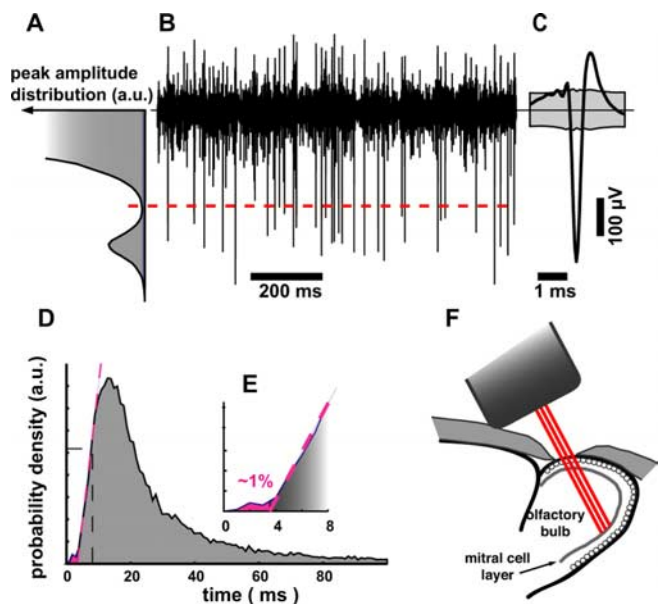 A
B
C
peak amplitude
distribution (a.u.)
200 ms
100 µV
1 ms
D
E
F
probability density (a.u.)
~1%
0 4 8
0 20 40 60 80
time ( ms)
olfactory
bulb
mitral cell
layer